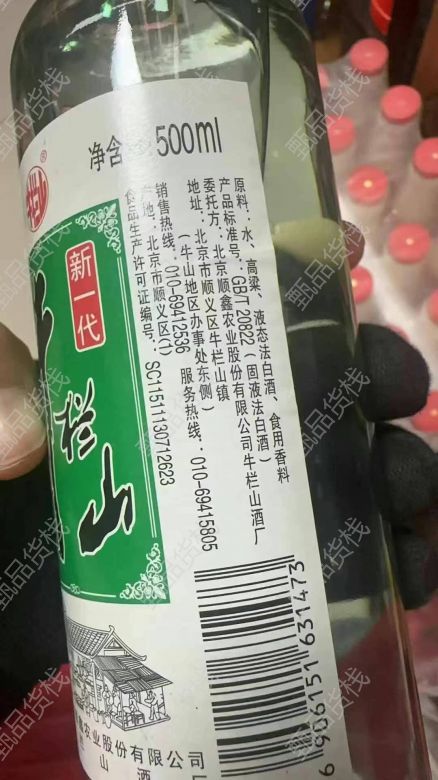 净含量 500ml
原料：水、高粱、液态法白酒、食用香料
产品标准号：GB/T 20822（固液法白酒）
委托方：北京顺鑫农业股份有限公司牛栏山酒厂
地址：北京市顺义区牛栏山镇
（牛山地区办事处东侧）
销售热线：010-69412536 服务热线：010-69415805
产地：北京市顺义区(1)
食品生产许可证编号：SC11511130712623
新一代
栏山
农业股份有限公司
山 酒
6 906151 631473
甄品货栈